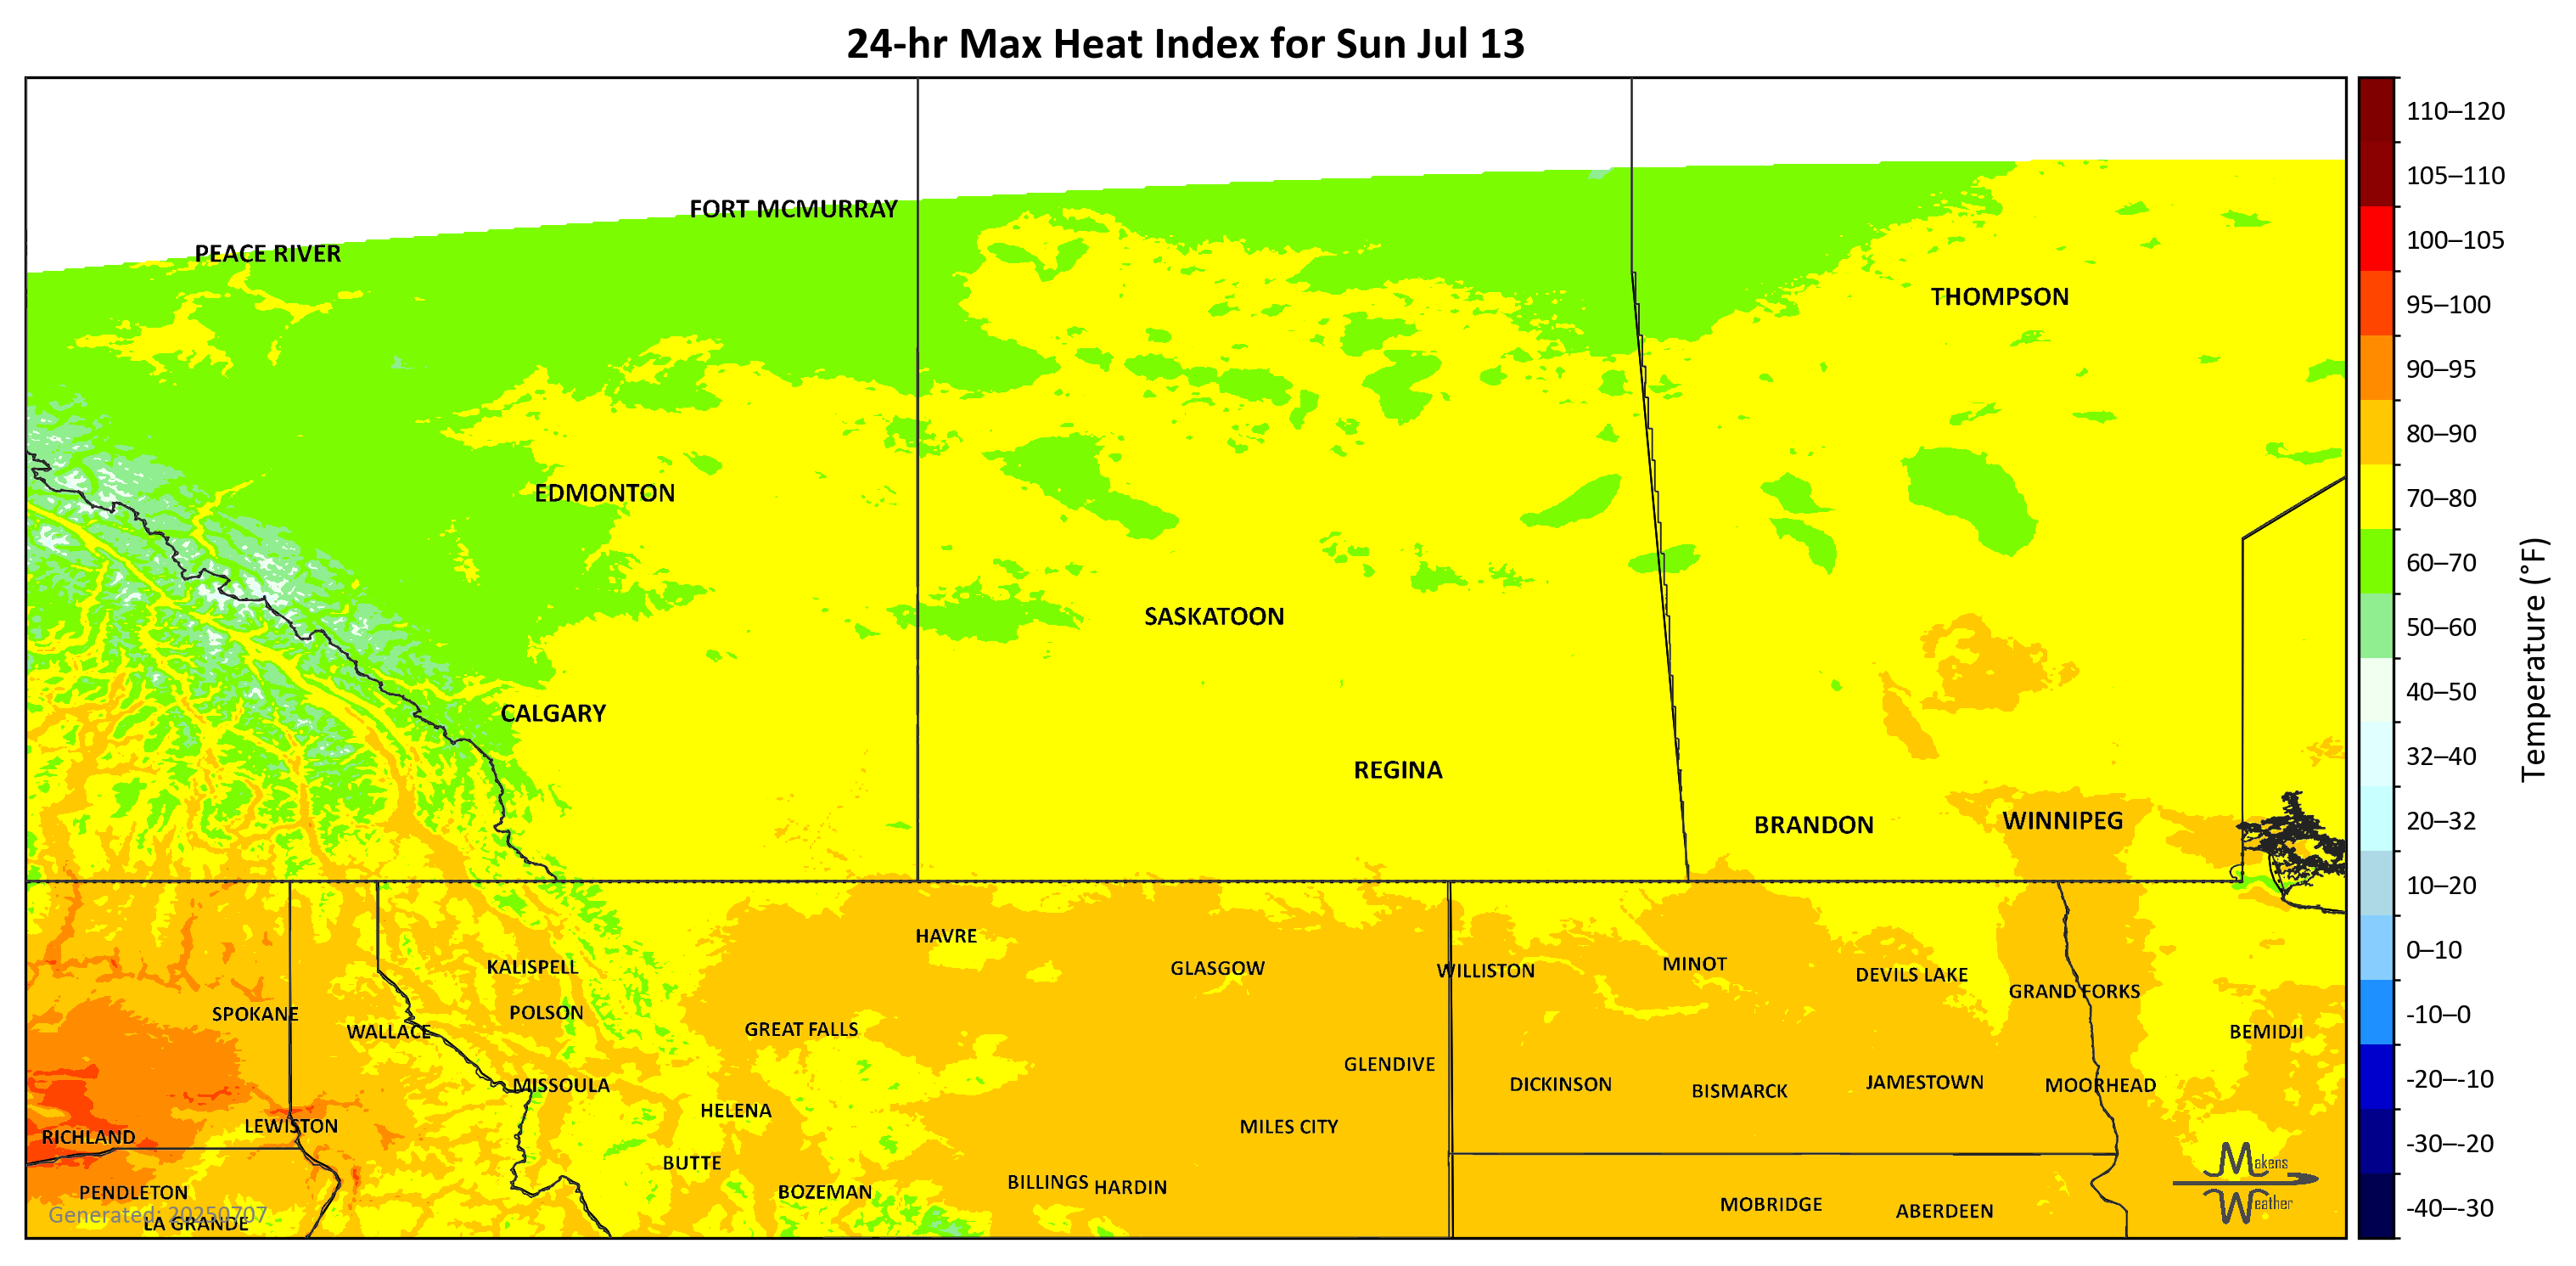 24-hr Max Heat Index for Sun Jul 13
FORT MCMURRAY
PEACE RIVER
THOMPSON
EDMONTON
SASKATOON
CALGARY
REGINA
BRANDON
WINNIPEG
HAVRE
KALISPELL
GLASGOW
WILLISTON
MINOT
DEVILS LAKE
GRAND FORKS
SPOKANE
POLSON
WALLACE
GREAT FALLS
BEMIDJI
GLENDIVE
MISSOULA
DICKINSON
BISMARCK
JAMESTOWN
MOORHEAD
HELENA
LEWISTON
MILES CITY
RICHLAND
BUTTE
BILLINGS
HARDIN
PENDLETON
BOZEMAN
MOBRIDGE
ABERDEEN
Generated: 20250707
LA GRANDE
Makens
Weather
110–120
105–110
100–105
95–100
90–95
80–90
70–80
60–70
50–60
40–50
32–40
20–32
10–20
0–10
-10–0
-20–-10
-30–-20
-40–-30
Temperature (°F)